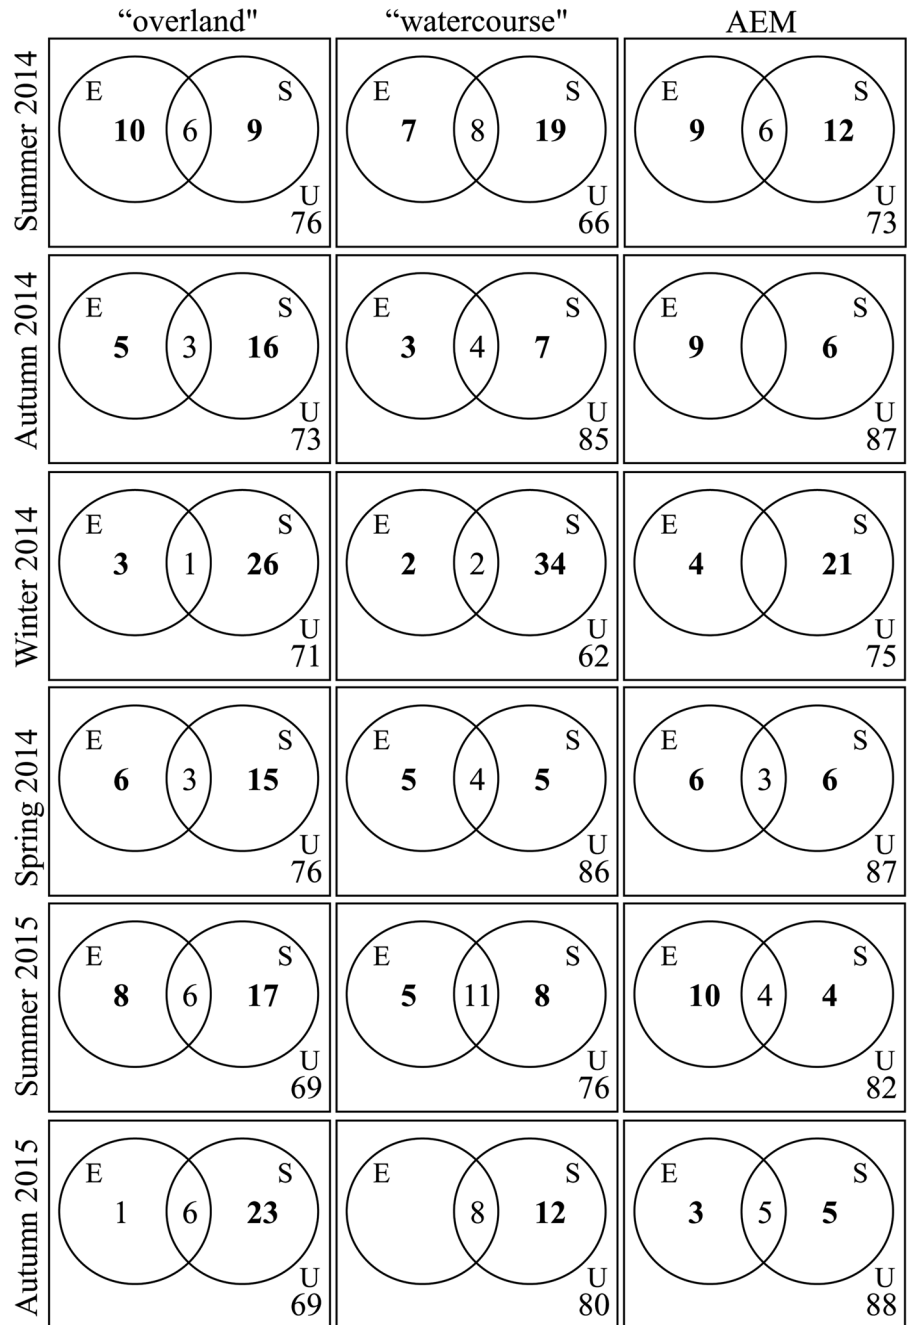 “overland" “watercourse" AEM
Summer 2014
E S E S E S
10 6 9 7 8 19 9 6 12
U U U
76 66 73
Autumn 2014
E S E S E S
5 3 16 3 4 7 9 6
U U U
73 85 87
Winter 2014
E S E S E S
3 1 26 2 2 34 4 21
U U U
71 62 75
Spring 2014
E S E S E S
6 3 15 5 4 5 6 3 6
U U U
76 86 87
Summer 2015
E S E S E S
8 6 17 5 11 8 10 4 4
U U U
69 76 82
Autumn 2015
E S E S E S
1 6 23 8 12 3 5 5
U U U
69 80 88